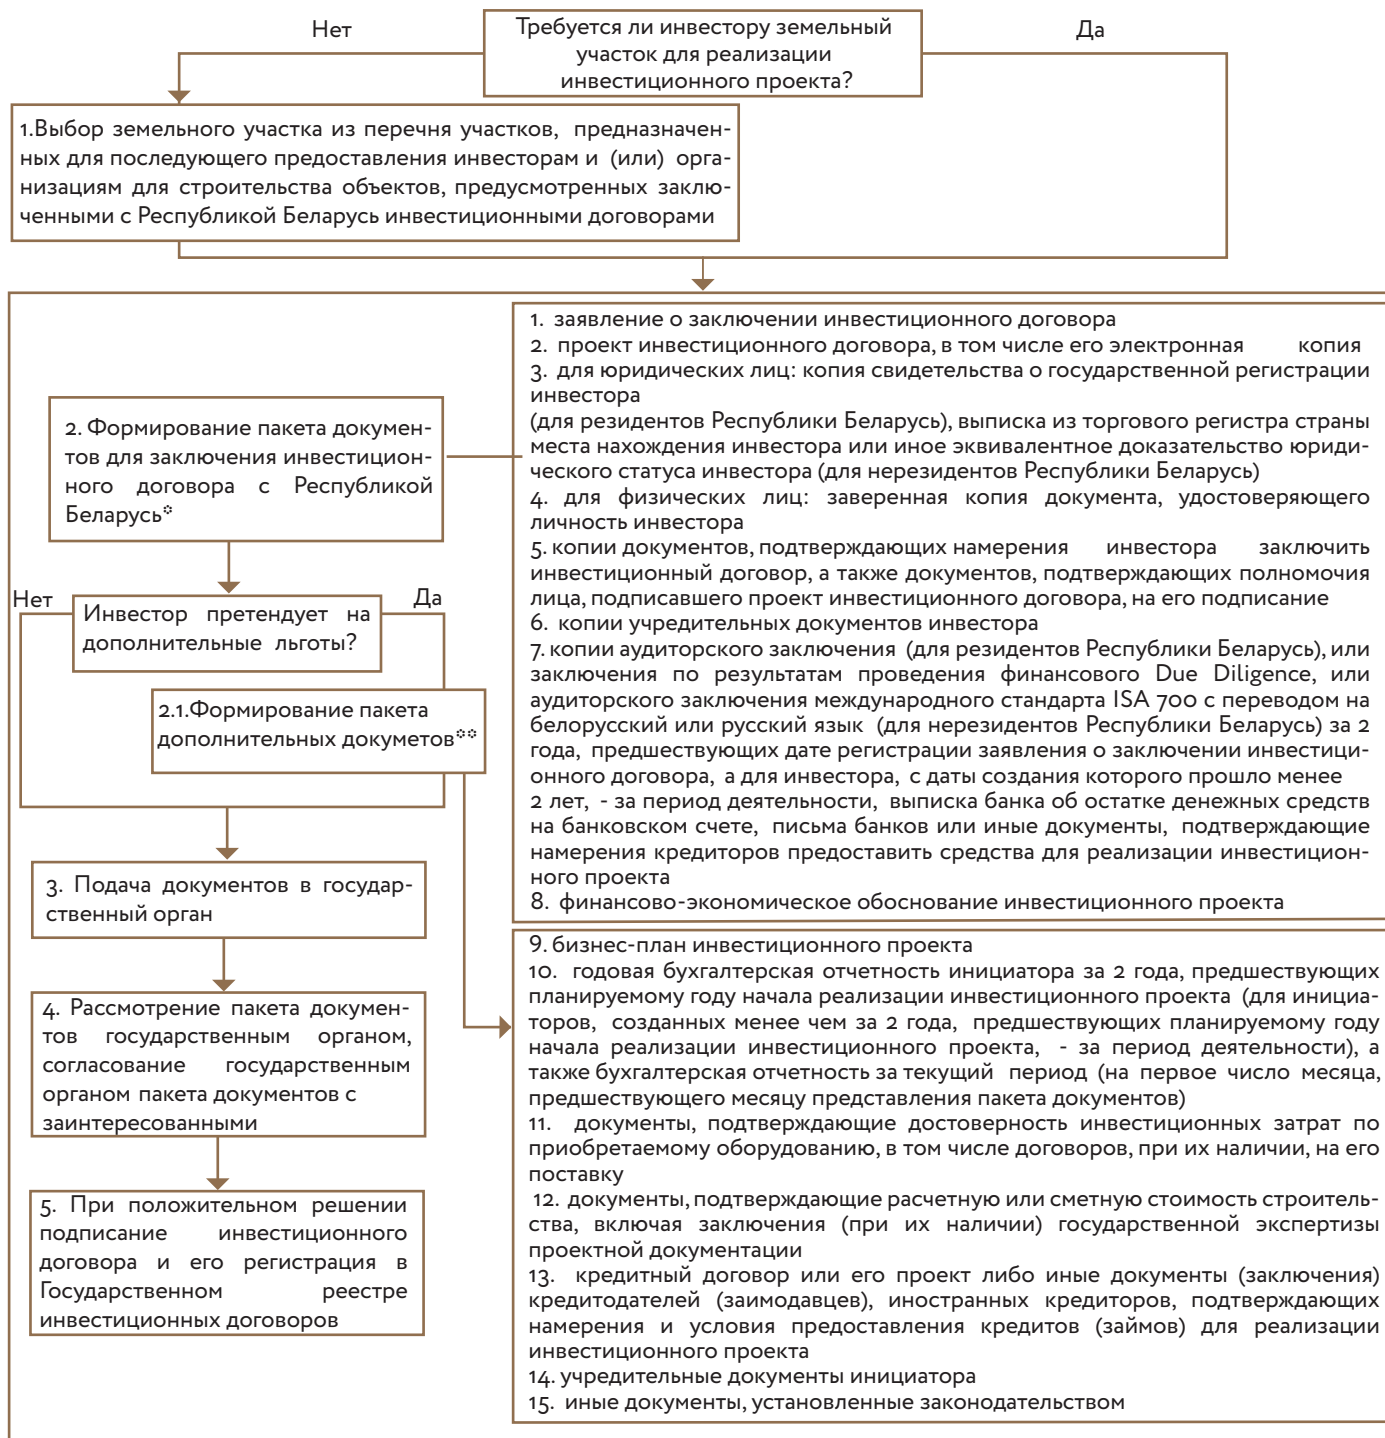 Нет
Требуется ли инвестору земельный
участок для реализации
инвестиционного проекта?
Да
1.Выбор земельного участка из перечня участков, предназначен-
ных для последующего предоставления инвесторам и (или) орга-
низациям для строительства объектов, предусмотренных заклю-
ченными с Республикой Беларусь инвестиционными договорами
2. Формирование пакета докумен-
тов для заключения инвестицион-
ного договора с Республикой
Беларусь*
Нет
Инвестор претендует на
дополнительные льготы?
Да
2.1.Формирование пакета
дополнительных докуметов**
3. Подача документов в государ-
ственный орган
4. Рассмотрение пакета докумен-
тов государственным органом,
согласование государственным
органом пакета документов с
заинтересованными
5. При положительном решении
подписание инвестиционного
договора и его регистрация в
Государственном реестре
инвестиционных договоров
1. заявление о заключении инвестиционного договора
2. проект инвестиционного договора, в том числе его электронная копия
3. для юридических лиц: копия свидетельства о государственной регистрации
инвестора
(для резидентов Республики Беларусь), выписка из торгового регистра страны
места нахождения инвестора или иное эквивалентное доказательство юриди-
ческого статуса инвестора (для нерезидентов Республики Беларусь)
4. для физических лиц: заверенная копия документа, удостоверяющего
личность инвестора
5. копии документов, подтверждающих намерения инвестора заключить
инвестиционный договор, а также документов, подтверждающих полномочия
лица, подписавшего проект инвестиционного договора, на его подписание
6. копии учредительных документов инвестора
7. копии аудиторского заключения (для резидентов Республики Беларусь), или
заключения по результатам проведения финансового Due Diligence, или
аудиторского заключения международного стандарта ISA 700 с переводом на
белорусский или русский язык (для нерезидентов Республики Беларусь) за 2
года, предшествующих дате регистрации заявления о заключении инвестици-
онного договора, а для инвестора, с даты создания которого прошло менее
2 лет, - за период деятельности, выписка банка об остатке денежных средств
на банковском счете, письма банков или иные документы, подтверждающие
намерения кредиторов предоставить средства для реализации инвестицион-
ного проекта
8. финансово-экономическое обоснование инвестиционного проекта
9. бизнес-план инвестиционного проекта
10. годовая бухгалтерская отчетность инициатора за 2 года, предшествующих
планируемому году начала реализации инвестиционного проекта (для инициа-
торов, созданных менее чем за 2 года, предшествующих планируемому году
начала реализации инвестиционного проекта, - за период деятельности), а
также бухгалтерская отчетность за текущий период (на первое число месяца,
предшествующего месяцу представления пакета документов)
11. документы, подтверждающие достоверность инвестиционных затрат по
приобретаемому оборудованию, в том числе договоров, при их наличии, на его
поставку
12. документы, подтверждающие расчетную или сметную стоимость строитель-
ства, включая заключения (при их наличии) государственной экспертизы
проектной документации
13. кредитный договор или его проект либо иные документы (заключения)
кредитодателей (заимодавцев), иностранных кредиторов, подтверждающих
намерения и условия предоставления кредитов (займов) для реализации
инвестиционного проекта
14. учредительные документы инициатора
15. иные документы, установленные законодательством